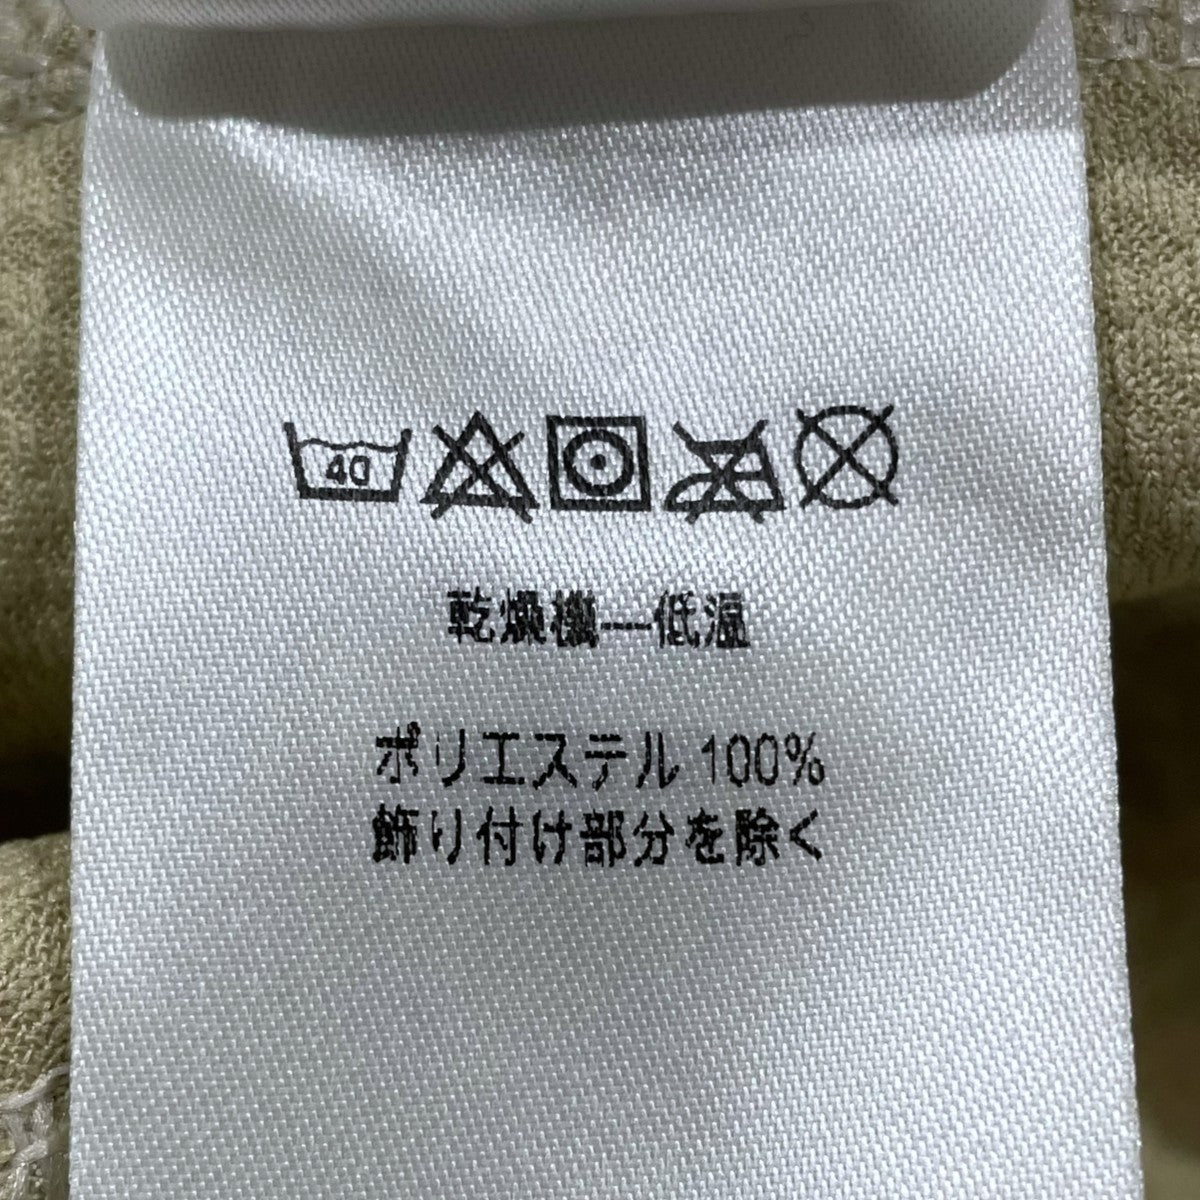 40
乾燥機—低温
ポリエステル 100%
飾り付け部分を除く